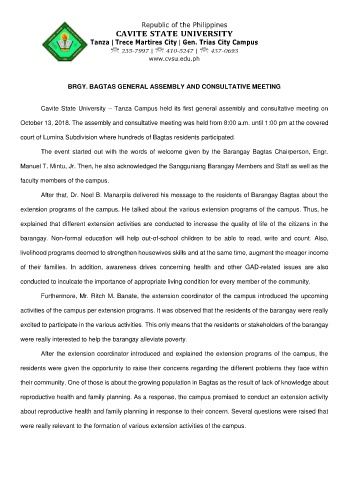 Republic of the Philippines
CAVITE STATE UNIVERSITY
Tanza | Trece Martires City | Gen. Trias City Campus
☏ 235-7997 | ☏ 410-5247 | ☏ 437-0693
www.cvsu.edu.ph
BRGY. BAGTAS GENERAL ASSEMBLY AND CONSULTATIVE MEETING
Cavite State University – Tanza Campus held its first general assembly and consultative meeting on
October 13, 2018. The assembly and consultative meeting was held from 8:00 a.m. until 1:00 pm at the covered
court of Lumina Subdivision where hundreds of Bagtas residents participated.
The event started out with the words of welcome given by the Barangay Bagtas Chairperson, Engr.
Manuel T. Mintu, Jr. Then, he also acknowledged the Sangguniang Barangay Members and Staff as well as the
faculty members of the campus.
After that, Dr. Noel B. Manarpiis delivered his message to the residents of Barangay Bagtas about the
extension programs of the campus. He talked about the various extension programs of the campus. Thus, he
explained that different extension activities are conducted to increase the quality of life of the citizens in the
barangay. Non-formal education will help out-of-school children to be able to read, write and count. Also,
livelihood programs deemed to strengthen housewives skills and at the same time, augment the meager income
of their families. In addition, awareness drives concerning health and other GAD-related issues are also
conducted to inculcate the importance of appropriate living condition for every member of the community.
Furthermore, Mr. Ritch M. Banate, the extension coordinator of the campus introduced the upcoming
activities of the campus per extension programs. It was observed that the residents of the barangay were really
excited to participate in the various activities. This only means that the residents or stakeholders of the barangay
were really interested to help the barangay alleviate poverty.
After the extension coordinator introduced and explained the extension programs of the campus, the
residents were given the opportunity to raise their concerns regarding the different problems they face within
their community. One of those is about the growing population in Bagtas as the result of lack of knowledge about
reproductive health and family planning. As a response, the campus promised to conduct an extension activity
about reproductive health and family planning in response to their concern. Several questions were raised that
were really relevant to the formation of various extension activities of the campus.